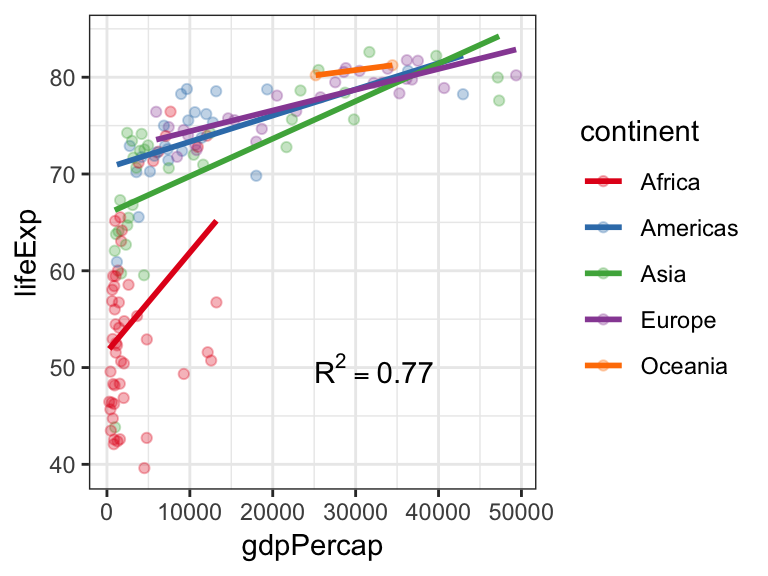 80
70
60
50
40
lifeExp
R² = 0.77
0 10000 20000 30000 40000 50000
gdpPercap
continent
Africa
Americas
Asia
Europe
Oceania